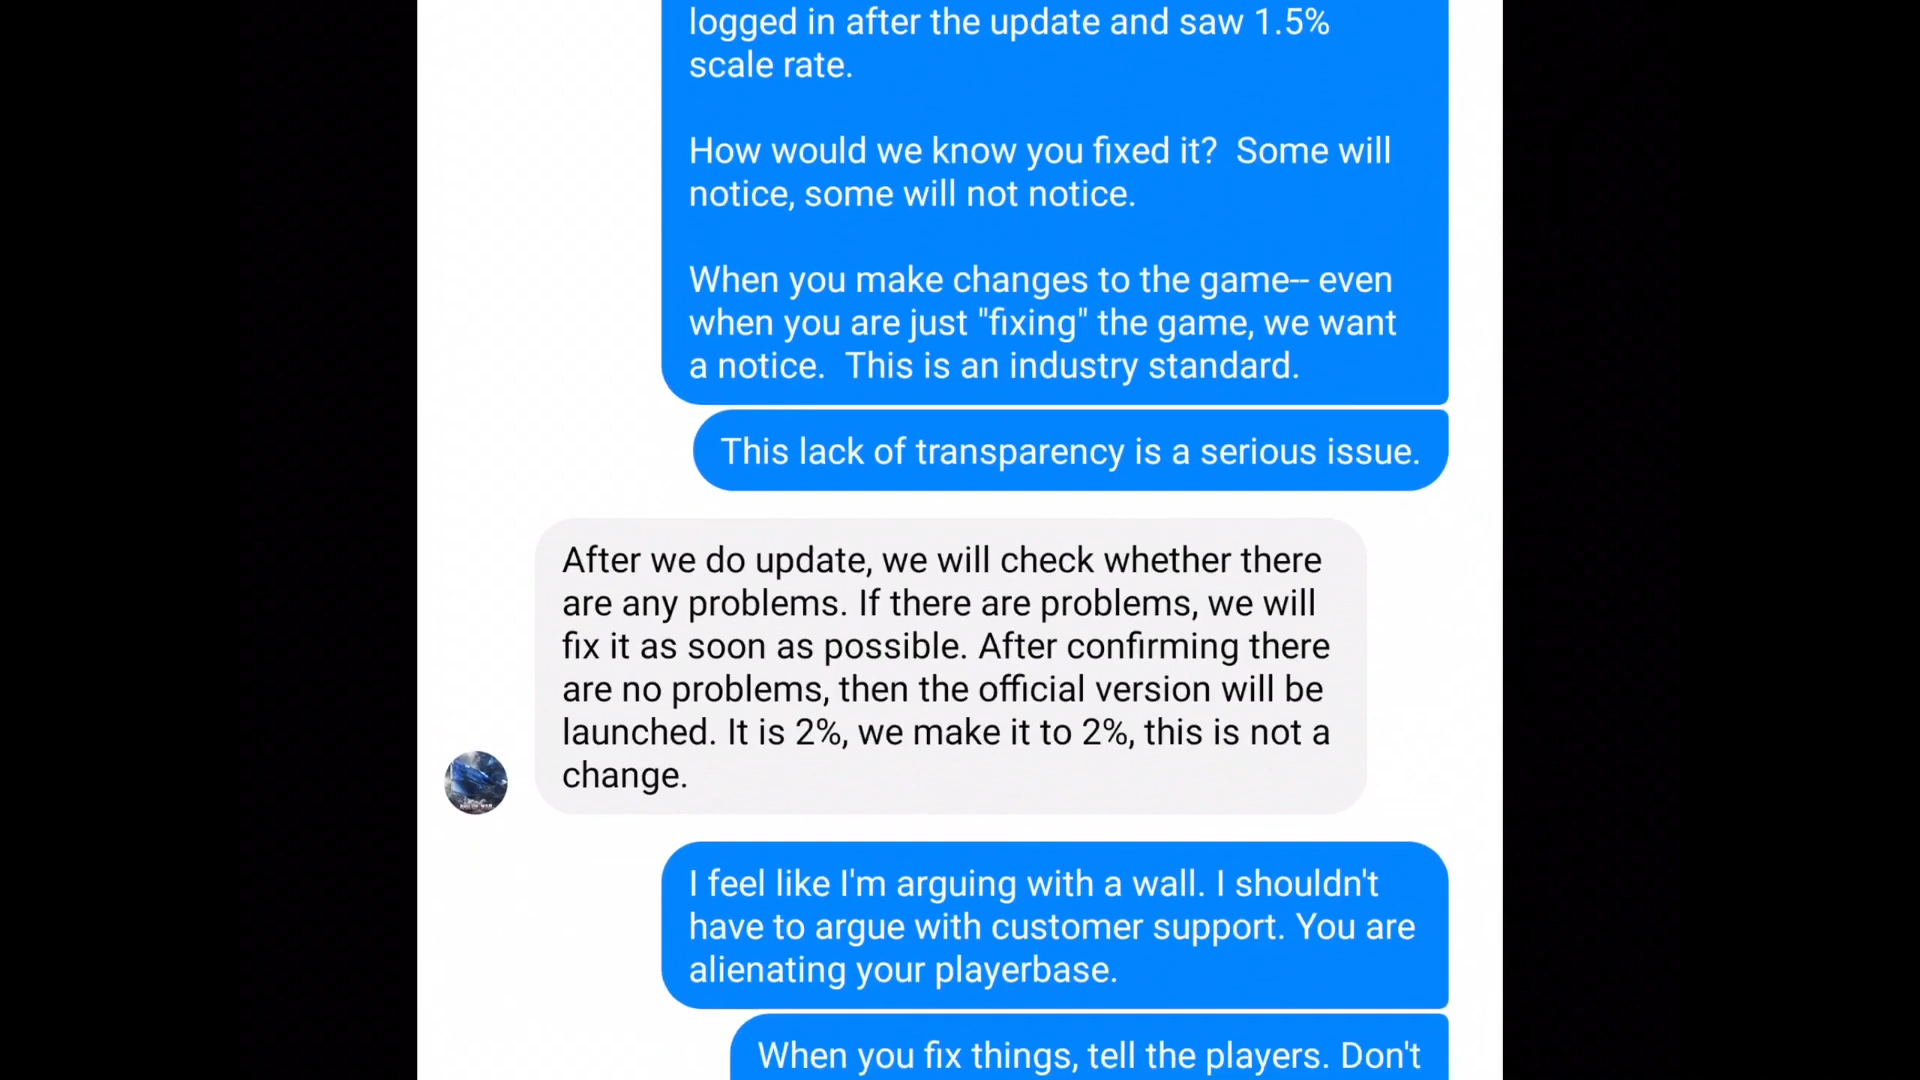 logged in after the update and saw 1.5%
scale rate.
How would we know you fixed it?  Some will
notice, some will not notice.
When you make changes to the game-- even
when you are just "fixing" the game, we want
a notice.  This is an industry standard.
This lack of transparency is a serious issue.
After we do update, we will check whether there
are any problems. If there are problems, we will
fix it as soon as possible. After confirming there
are no problems, then the official version will be
launched. It is 2%, we make it to 2%, this is not a
change.
I feel like I'm arguing with a wall. I shouldn't
have to argue with customer support. You are
alienating your playerbase.
When you fix things, tell the players. Don't